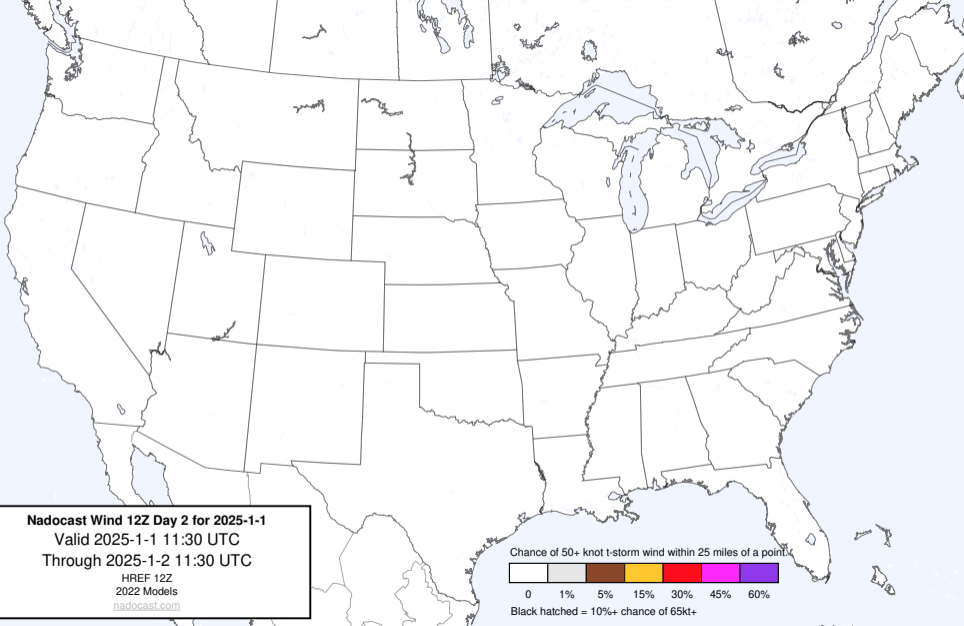 Nadocast Wind 12Z Day 2 for 2025-1-1
Valid 2025-1-1 11:30 UTC
Through 2025-1-2 11:30 UTC
HREF 12Z
2022 Models
nadocast.com
Chance of 50+ knot t-storm wind within 25 miles of a point.
0 1% 5% 15% 30% 45% 60%
Black hatched = 10%+ chance of 65kt+